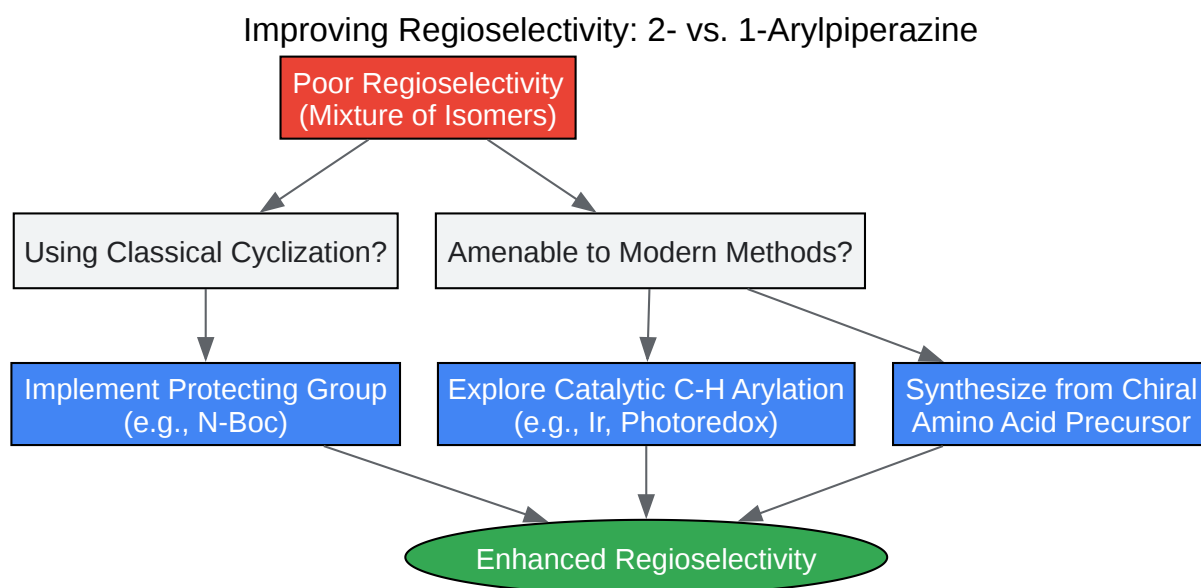 Improving Regioselectivity: 2- vs. 1-Arylpiperazine
Poor Regioselectivity
(Mixture of Isomers)
Using Classical Cyclization?
Amenable to Modern Methods?
Implement Protecting Group
(e.g., N-Boc)
Explore Catalytic C-H Arylation
(e.g., Ir, Photoredox)
Synthesize from Chiral
Amino Acid Precursor
Enhanced Regioselectivity